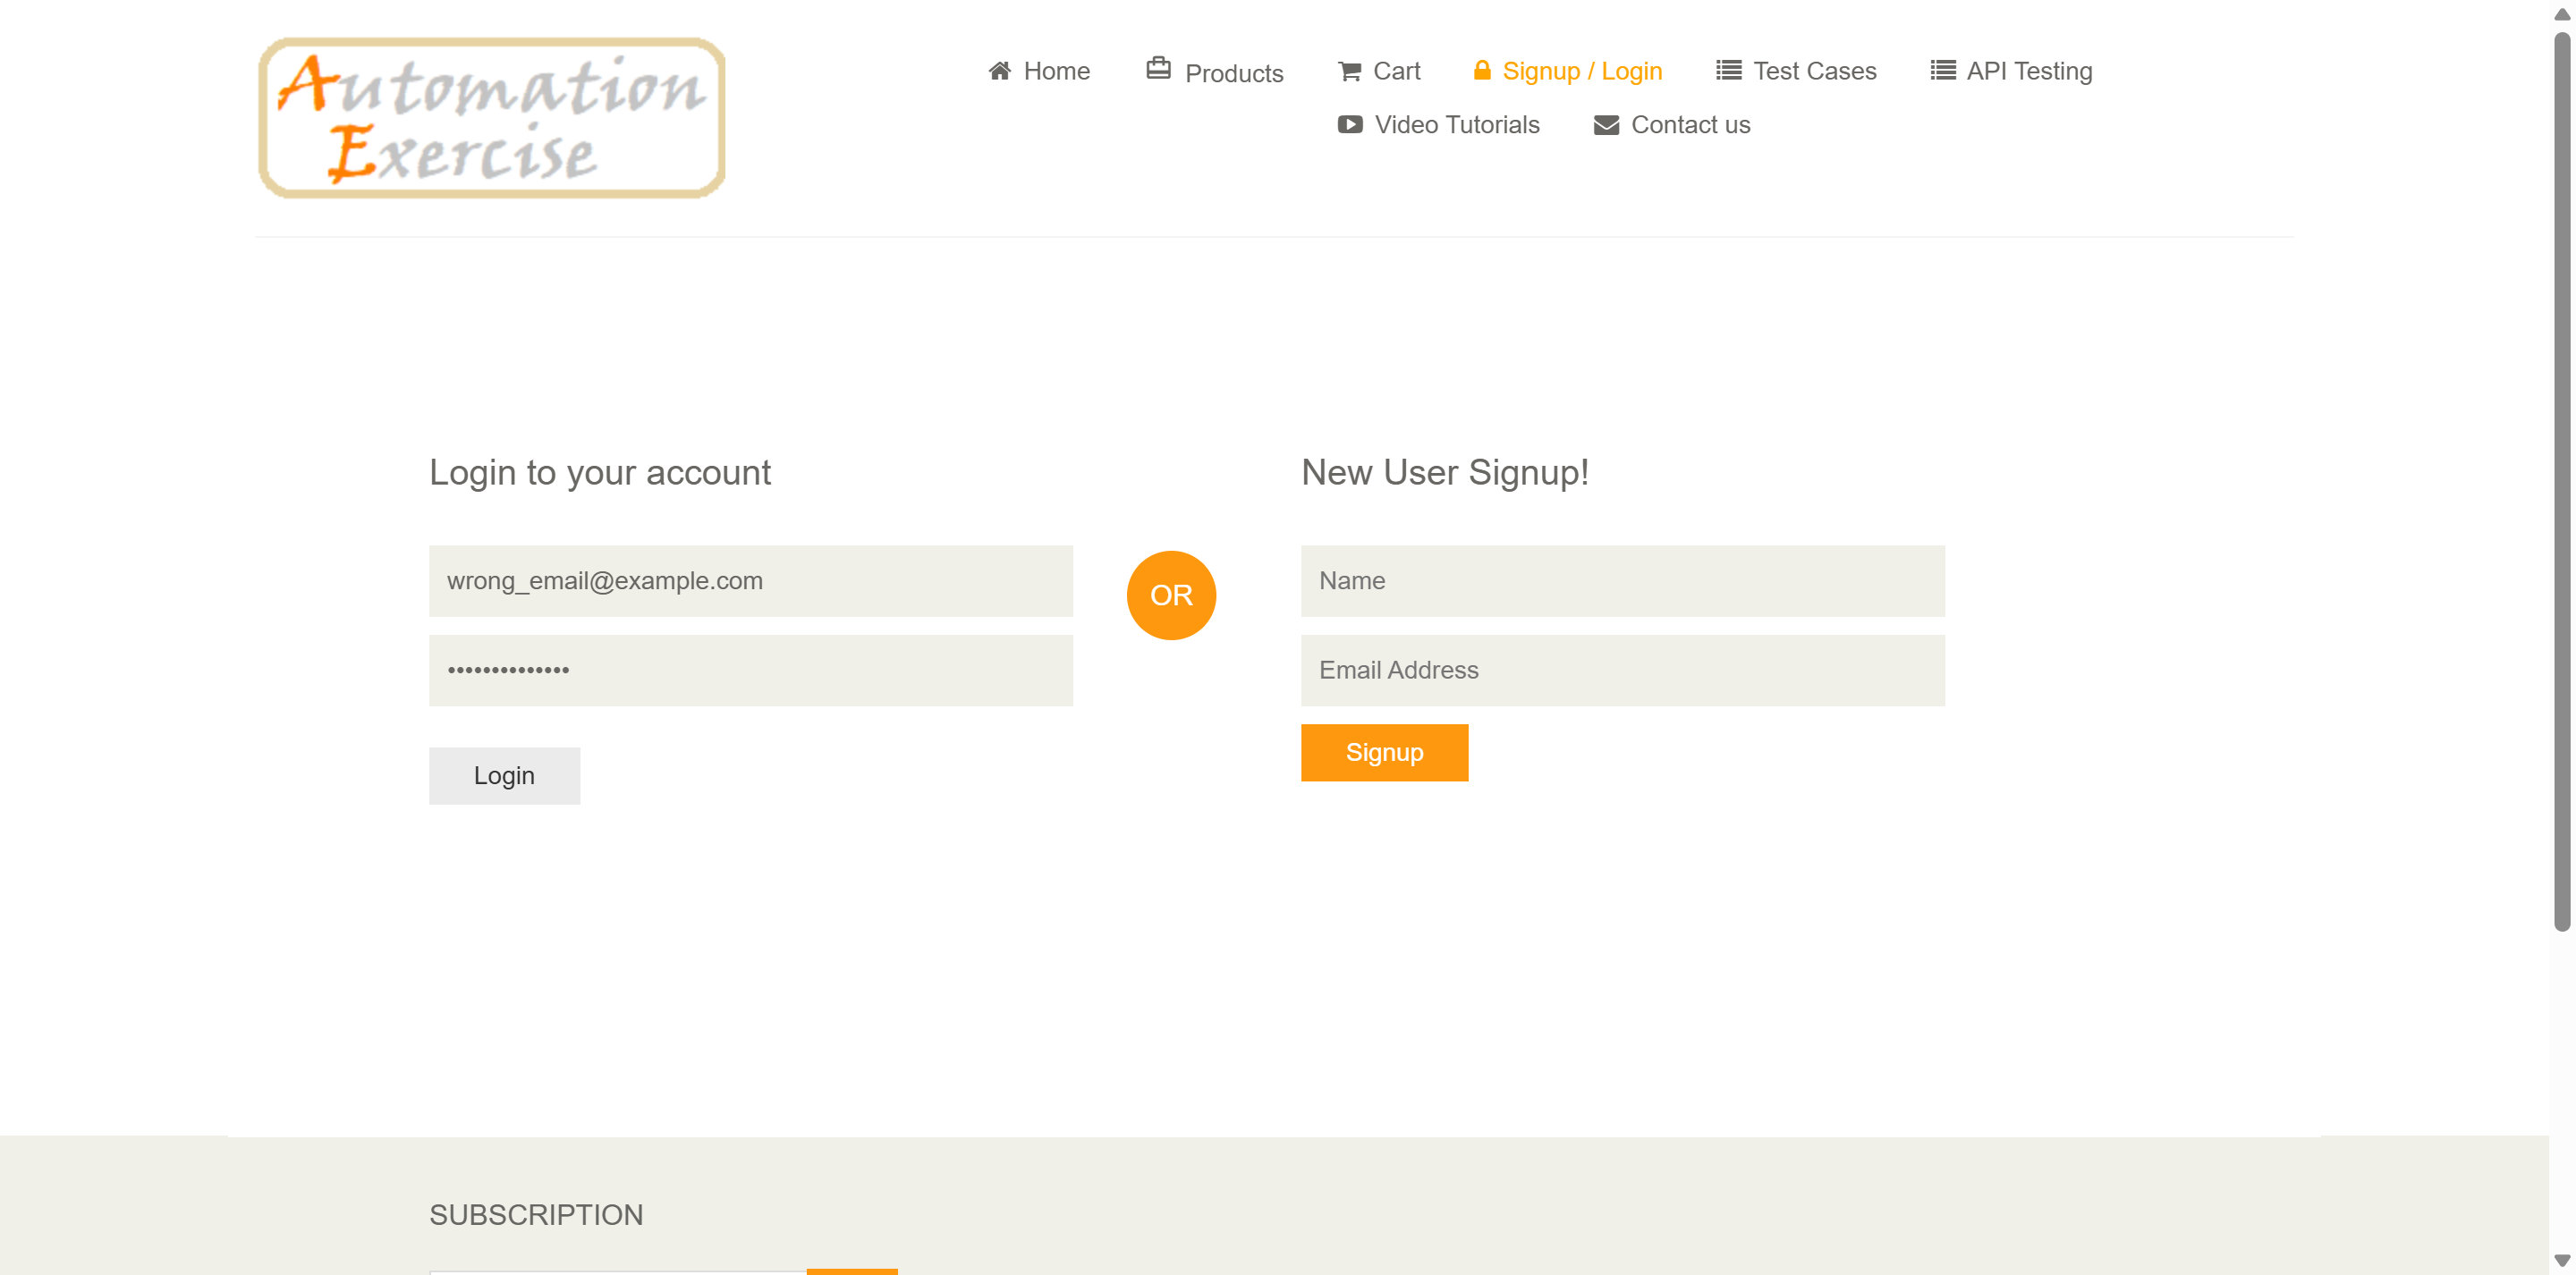 Automation
Exercise
Home
Products
Cart
Signup / Login
Test Cases
API Testing
Video Tutorials
Contact us
Login to your account
wrong_email@example.com
••••••••••••••
Login
OR
New User Signup!
Name
Email Address
Signup
SUBSCRIPTION